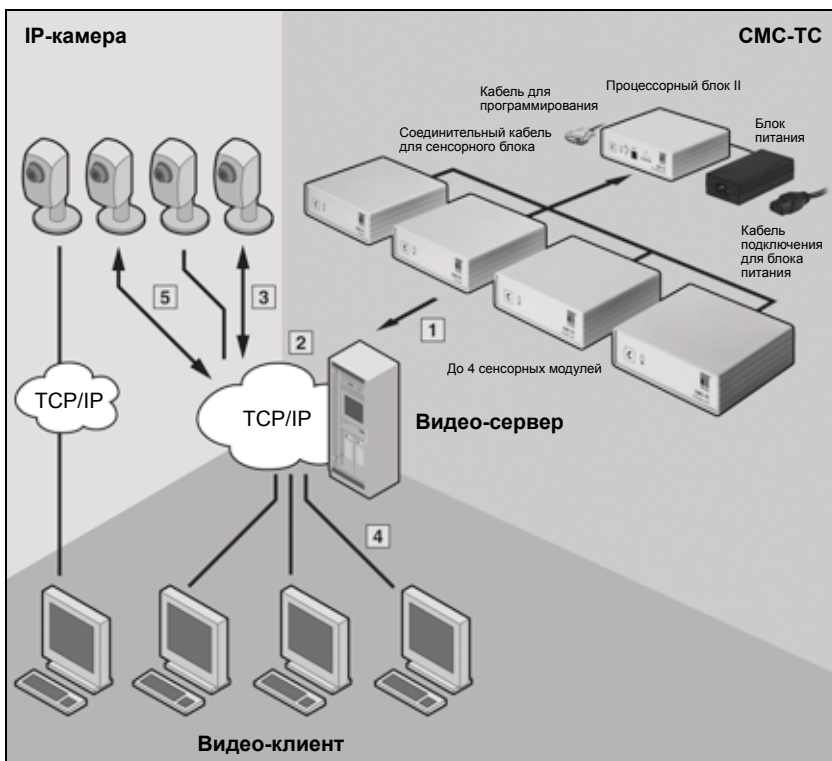 IP-камера
CMC-TC
Кабель для
программирования
Процессорный блок II
Соединительный кабель
для сенсорного блока
Блок
питания
Кабель
подключения
для блока
питания
5
3
2
1
До 4 сенсорных модулей
TCP/IP
TCP/IP
Видео-сервер
4
Видео-клиент